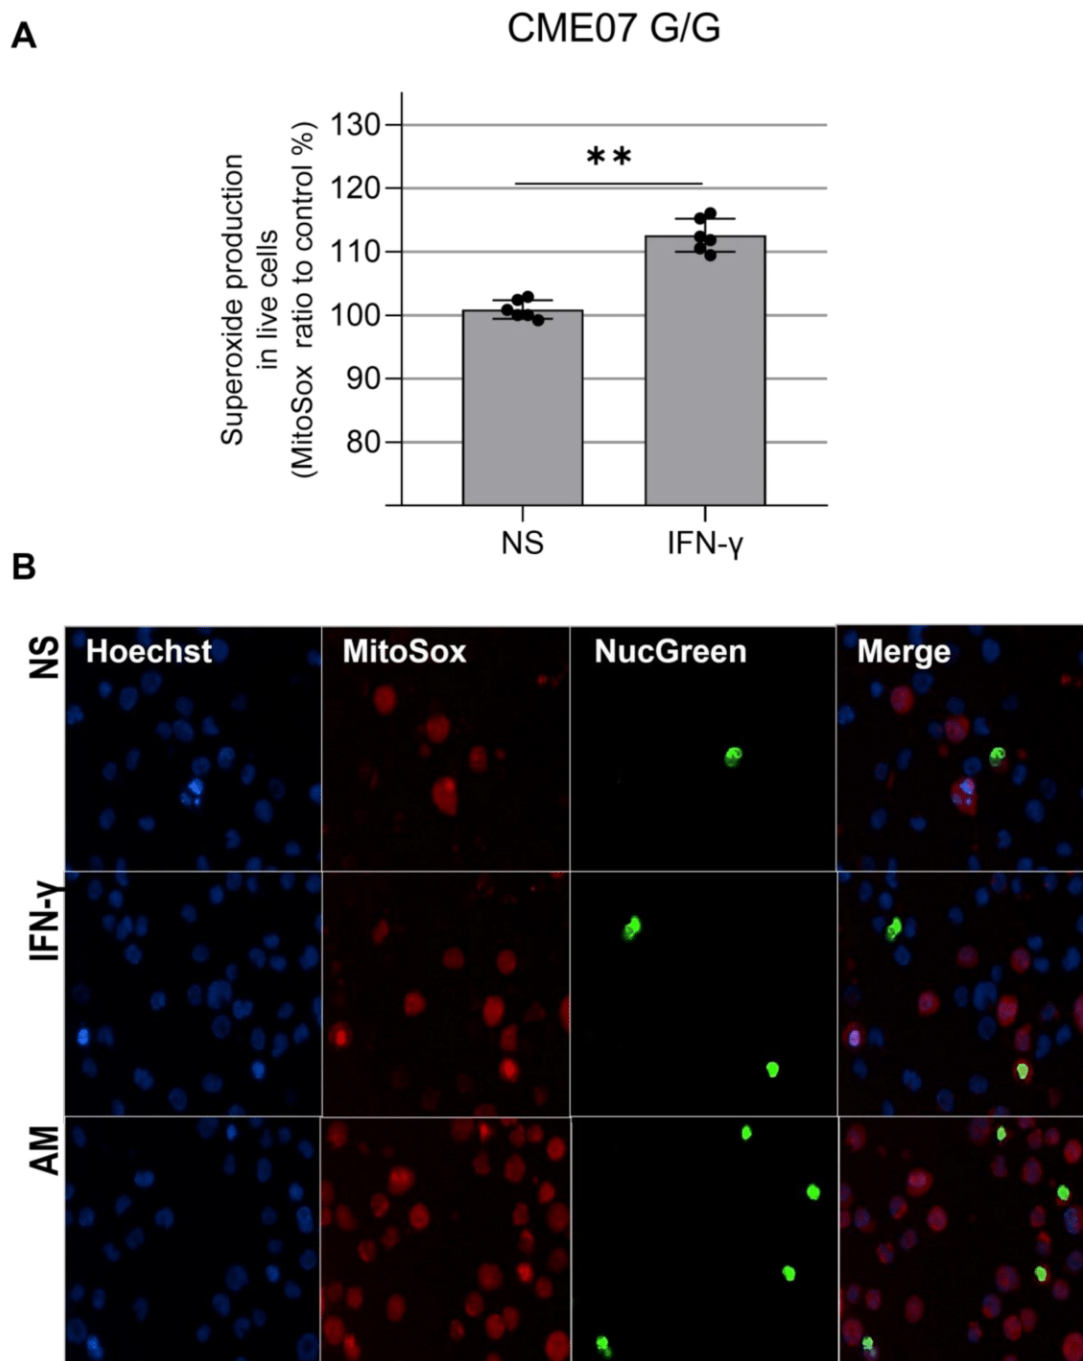 A
CME07 G/G
Superoxide production
in live cells
(MitoSox ratio to control %)
130
120
110
100
90
80
**
NS
IFN-γ
B
NS
Hoechst
MitoSox
NucGreen
Merge
IFN-γ
AM